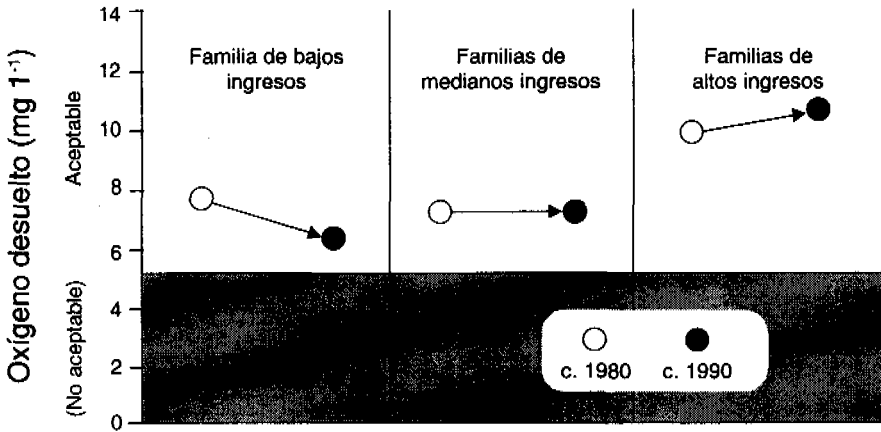 Oxígeno desuelto (mg 1⁻¹)
(No aceptable)
Aceptable
14
12
10
8
6
4
2
0
Familia de bajos
ingresos
Familias de
medianos ingresos
Familias de
altos ingresos
c. 1980
c. 1990